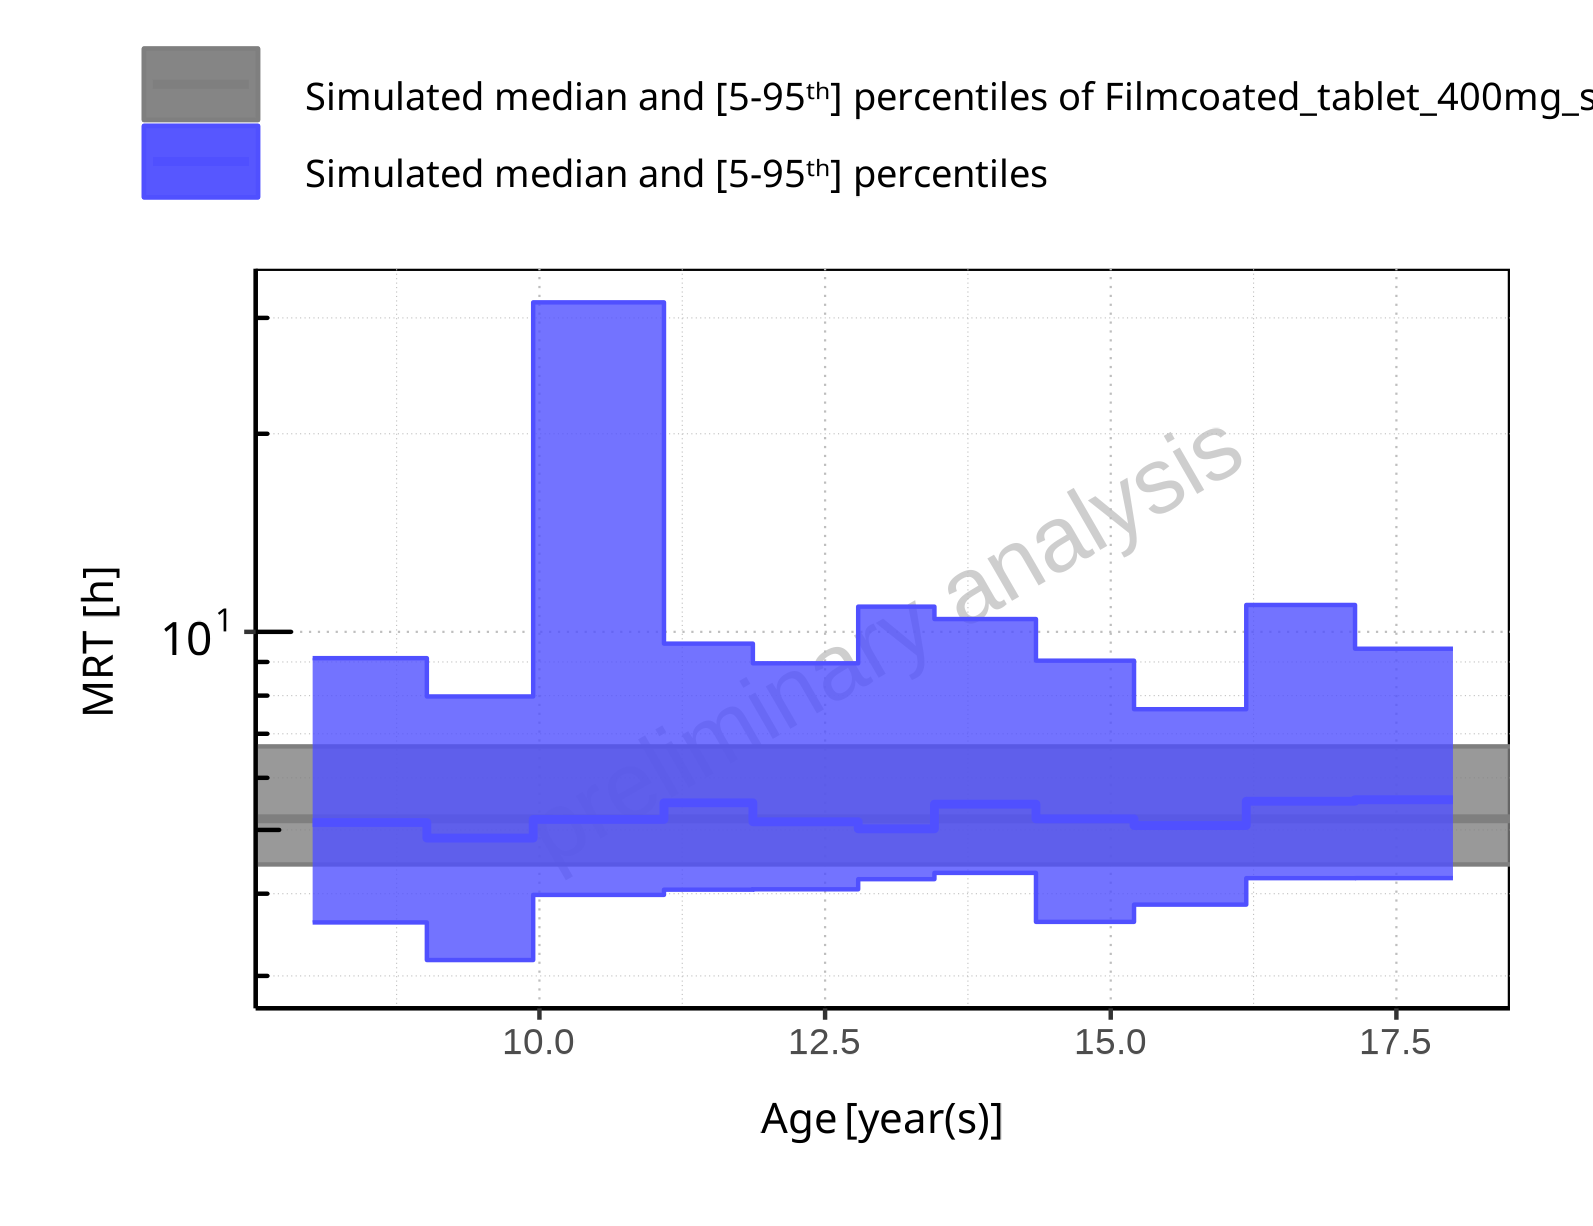 Simulated median and [5-95ᵗʰ] percentiles of Filmcoated_tablet_400mg_s
Simulated median and [5-95ᵗʰ] percentiles
MRT [h]
10¹
preliminary analysis
10.0 12.5 15.0 17.5
Age [year(s)]